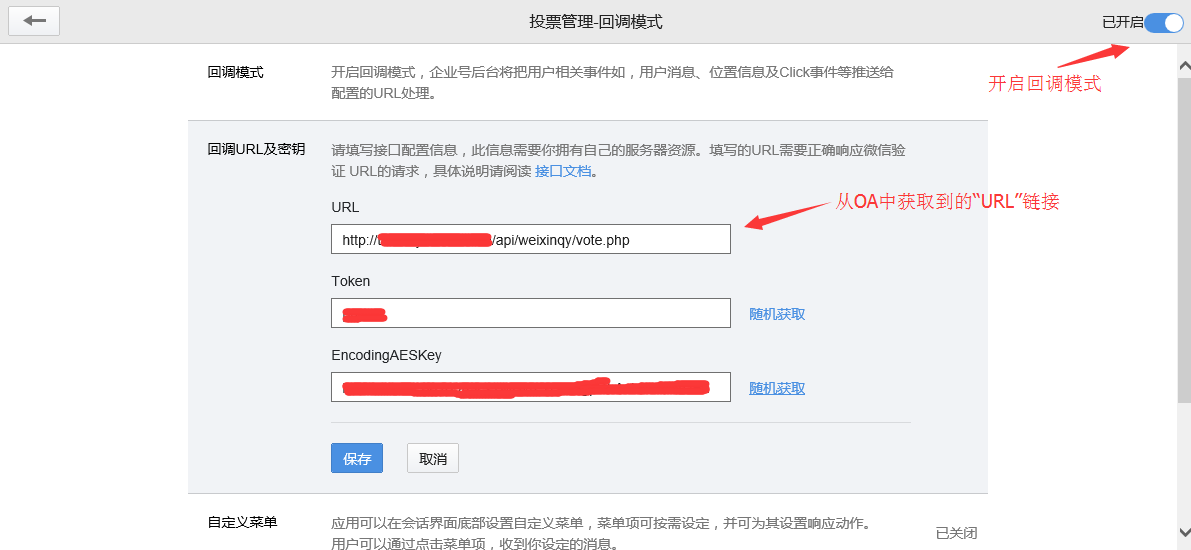 投票管理-回调模式
已开启
开启回调模式
回调模式
开启回调模式，企业号后台将把用户相关事件如，用户消息、位置信息及Click事件等推送给
配置的URL处理。
回调URL及密钥
请填写接口配置信息，此信息需要你拥有自己的服务器资源。填写的URL需要正确响应微信验
证 URL的请求，具体说明请阅读 接口文档。
URL
从OA中获取到的“URL”链接
http:// /api/weixinqy/vote.php
Token
随机获取
EncodingAESKey
随机获取
保存
取消
自定义菜单
应用可以在会话界面底部设置自定义菜单，菜单项可按需设定，并可为其设置响应动作。
用户可以通过点击菜单项，收到你设定的消息。
已关闭